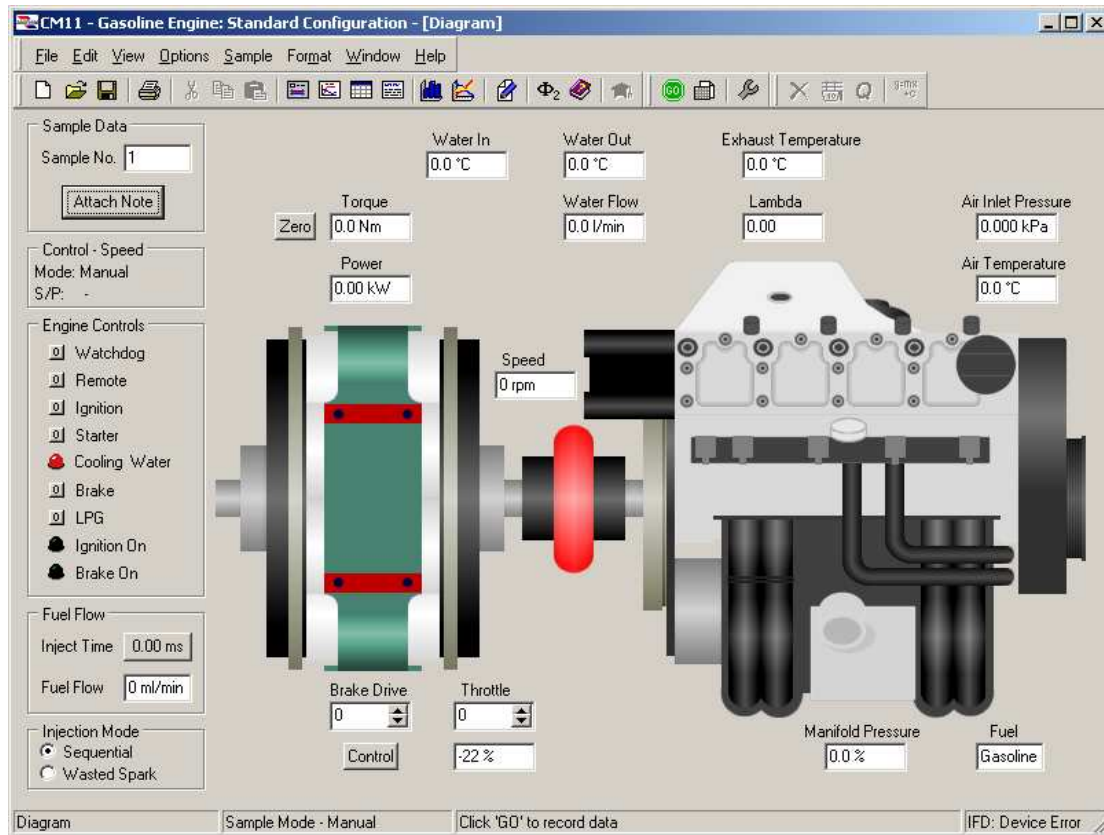 CM11 - Gasoline Engine: Standard Configuration - [Diagram]
File Edit View Options Sample Format Window Help
GO
Φ2
Q
Sample Data
Sample No. 1
Attach Note
Control - Speed
Mode: Manual
S/P: -
Engine Controls
0 Watchdog
0 Remote
0 Ignition
0 Starter
Cooling Water
0 Brake
0 LPG
Ignition On
Brake On
Fuel Flow
Inject Time 0.00 ms
Fuel Flow 0 ml/min
Injection Mode
Sequential
Wasted Spark
Water In
0.0 °C
Water Out
0.0 °C
Exhaust Temperature
0.0 °C
Torque
Zero 0.0 Nm
Water Flow
0.0 l/min
Lambda
0.00
Air Inlet Pressure
0.000 kPa
Power
0.00 kW
Air Temperature
0.0 °C
Speed
0 rpm
Brake Drive
0
Throttle
0
Control
-22 %
Manifold Pressure
0.0 %
Fuel
Gasoline
Diagram
Sample Mode - Manual
Click 'GO' to record data
IFD: Device Error